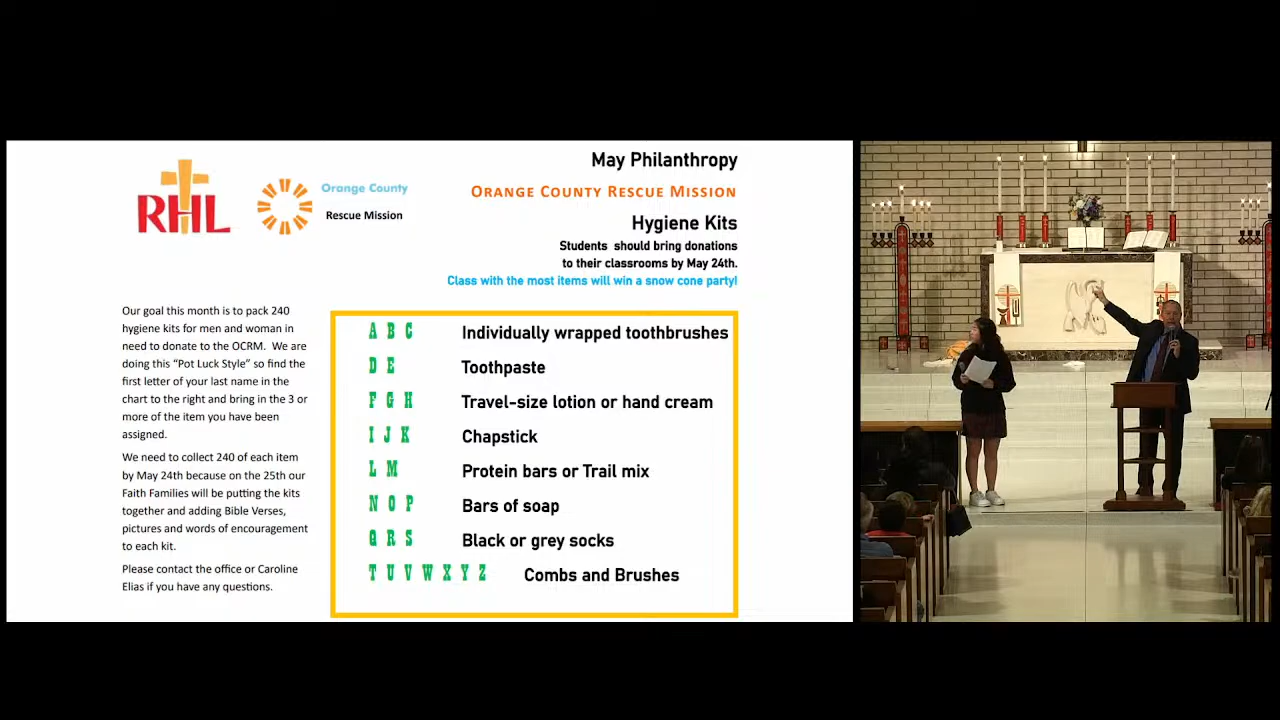 RHL
Orange County
Rescue Mission
May Philanthropy
ORANGE COUNTY RESCUE MISSION
Hygiene Kits
Students should bring donations
to their classrooms by May 24th.
Class with the most items will win a snow cone party!
Our goal this month is to pack 240
hygiene kits for men and woman in
need to donate to the OCRM. We are
doing this “Pot Luck Style” so find the
first letter of your last name in the
chart to the right and bring in the 3 or
more of the item you have been
assigned.
We need to collect 240 of each item
by May 24th because on the 25th our
Faith Families will be putting the kits
together and adding Bible Verses,
pictures and words of encouragement
to each kit.
Please contact the office or Caroline
Elias if you have any questions.
A B C Individually wrapped toothbrushes
D E Toothpaste
F G H Travel-size lotion or hand cream
I J K Chapstick
L M Protein bars or Trail mix
N O P Bars of soap
Q R S Black or grey socks
T U V W X Y Z Combs and Brushes